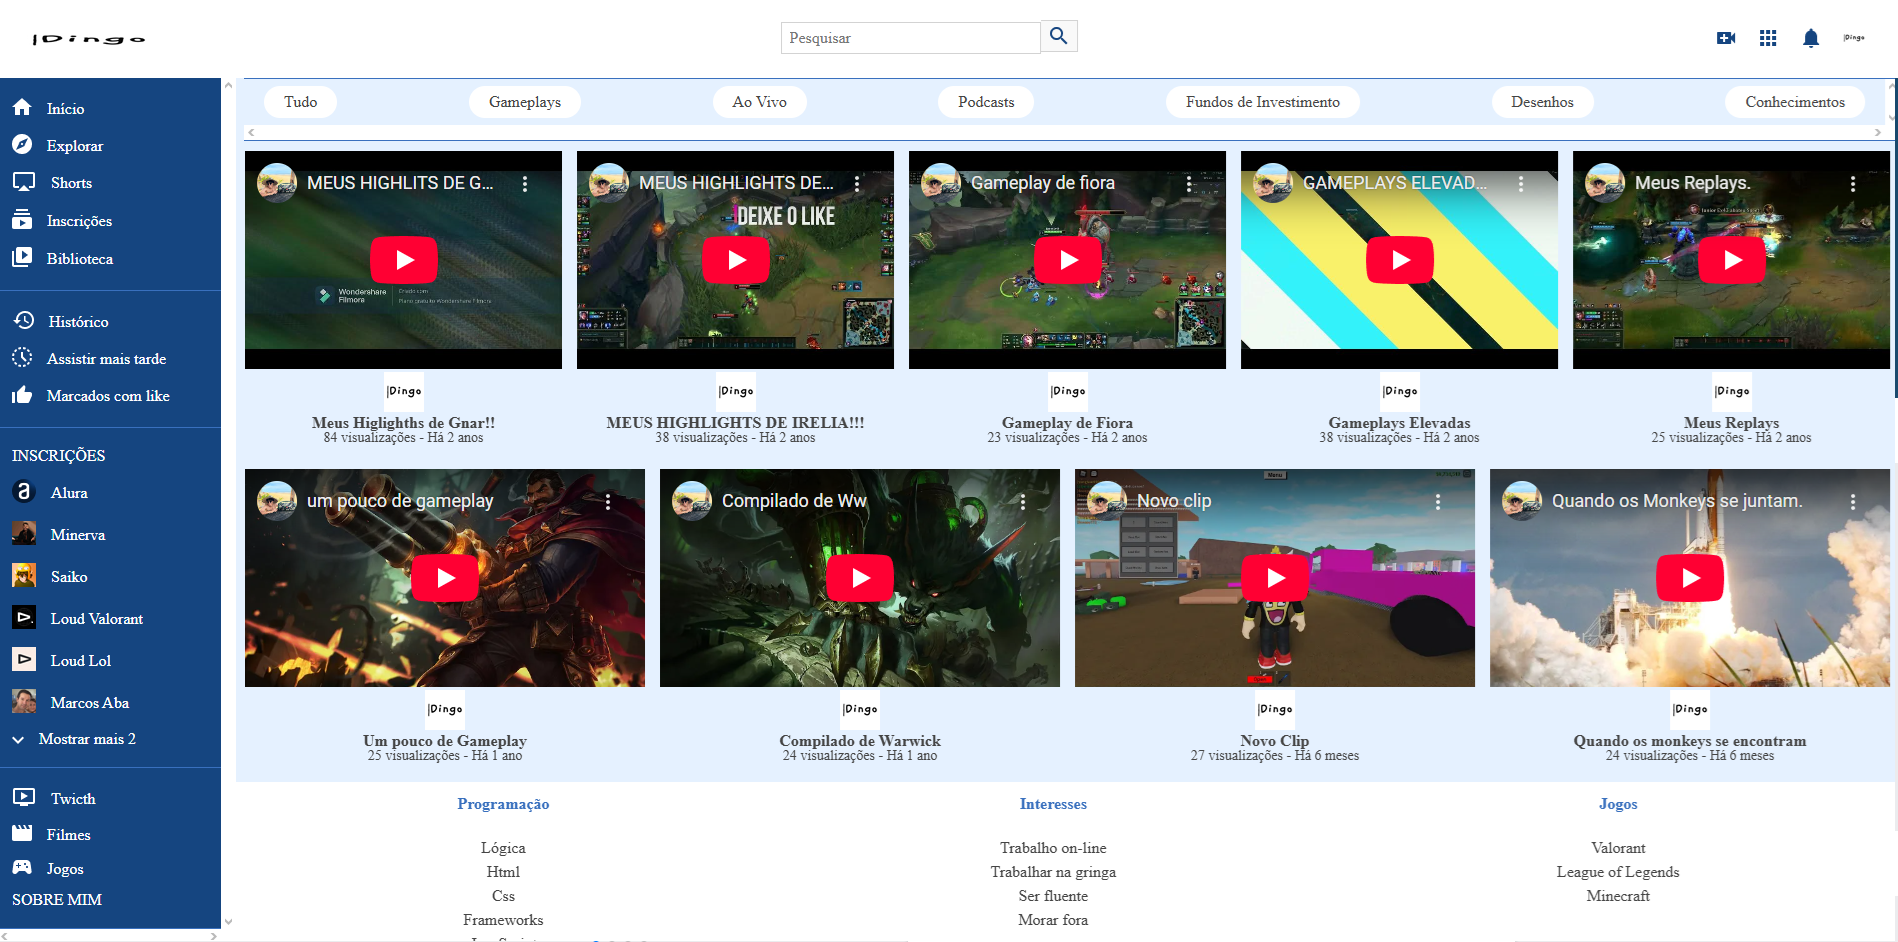 |Dingo
Pesquisar
|Dingo
Início
Explorar
Shorts
Inscrições
Biblioteca
Histórico
Assistir mais tarde
Marcados com like
INSCRIÇÕES
Alura
Minerva
Saiko
Loud Valorant
Loud Lol
Marcos Aba
Mostrar mais 2
Twicth
Filmes
Jogos
SOBRE MIM
Tudo
Gameplays
Ao Vivo
Podcasts
Fundos de Investimento
Desenhos
Conhecimentos
MEUS HIGHLITS DE G...
Wondershare
Filmora
Criado com
Plano gratuito Wondershare Filmora
|Dingo
Meus Higlighths de Gnar!!
84 visualizações - Há 2 anos
MEUS HIGHLIGHTS DE...
DEIXE O LIKE
|Dingo
MEUS HIGHLIGHTS DE IRELIA!!!
38 visualizações - Há 2 anos
Gameplay de fiora
|Dingo
Gameplay de Fiora
23 visualizações - Há 2 anos
GAMEPLAYS ELEVAD...
|Dingo
Gameplays Elevadas
38 visualizações - Há 2 anos
Meus Replays.
|Dingo
Meus Replays
25 visualizações - Há 2 anos
um pouco de gameplay
|Dingo
Um pouco de Gameplay
25 visualizações - Há 1 ano
Compilado de Ww
|Dingo
Compilado de Warwick
24 visualizações - Há 1 ano
Novo clip
Menu
|Dingo
Novo Clip
27 visualizações - Há 6 meses
Quando os Monkeys se juntam.
|Dingo
Quando os monkeys se encontram
24 visualizações - Há 6 meses
Programação
Lógica
Html
Css
Frameworks
Interesses
Trabalho on-line
Trabalhar na gringa
Ser fluente
Morar fora
Jogos
Valorant
League of Legends
Minecraft